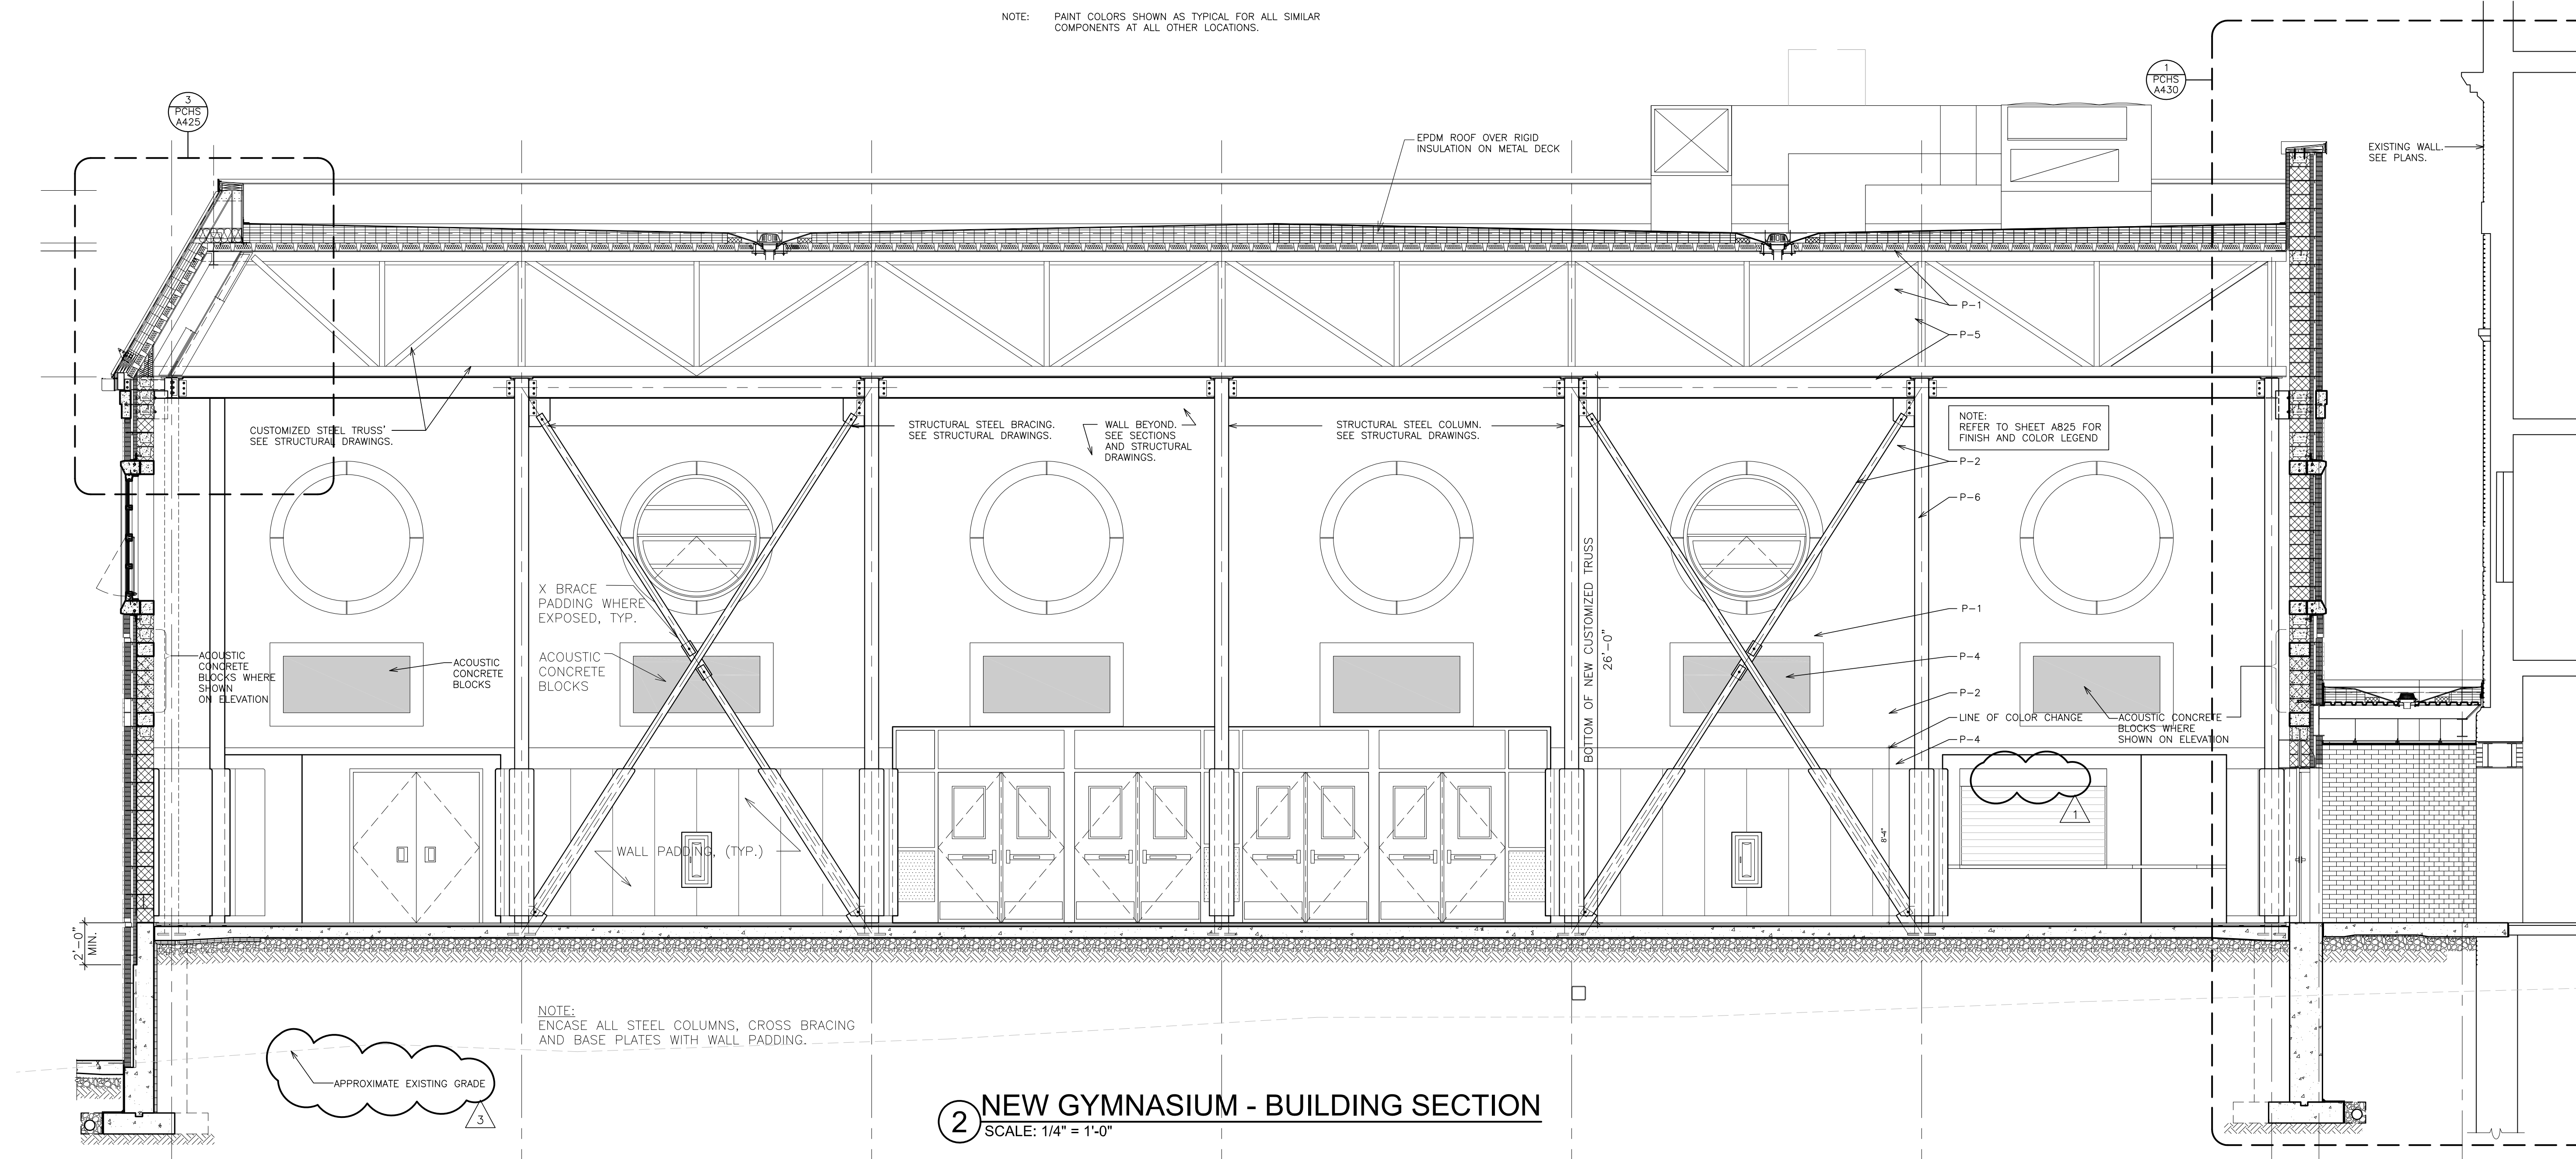 NOTE: PAINT COLORS SHOWN AS TYPICAL FOR ALL SIMILAR
COMPONENTS AT ALL OTHER LOCATIONS.
3
PCHS
A425
1
PCHS
A430
EPDM ROOF OVER RIGID
INSULATION ON METAL DECK
EXISTING WALL.
SEE PLANS.
P-1
P-5
CUSTOMIZED STEEL TRUSS'
SEE STRUCTURAL DRAWINGS.
STRUCTURAL STEEL BRACING.
SEE STRUCTURAL DRAWINGS.
WALL BEYOND.
SEE SECTIONS
AND STRUCTURAL
DRAWINGS.
STRUCTURAL STEEL COLUMN.
SEE STRUCTURAL DRAWINGS.
NOTE:
REFER TO SHEET A825 FOR
FINISH AND COLOR LEGEND
P-2
P-6
X BRACE
PADDING WHERE
EXPOSED, TYP.
BOTTOM OF NEW CUSTOMIZED TRUSS
26'-0"
P-1
ACOUSTIC
CONCRETE
BLOCKS WHERE
SHOWN
ON ELEVATION
ACOUSTIC
CONCRETE
BLOCKS
ACOUSTIC
CONCRETE
BLOCKS
P-4
P-2
LINE OF COLOR CHANGE
P-4
ACOUSTIC CONCRETE
BLOCKS WHERE
SHOWN ON ELEVATION
1
8'-4"
WALL PADDING, (TYP.)
2'-0"
MIN.
NOTE:
ENCASE ALL STEEL COLUMNS, CROSS BRACING
AND BASE PLATES WITH WALL PADDING.
APPROXIMATE EXISTING GRADE
3
2
NEW GYMNASIUM - BUILDING SECTION
SCALE: 1/4" = 1'-0"